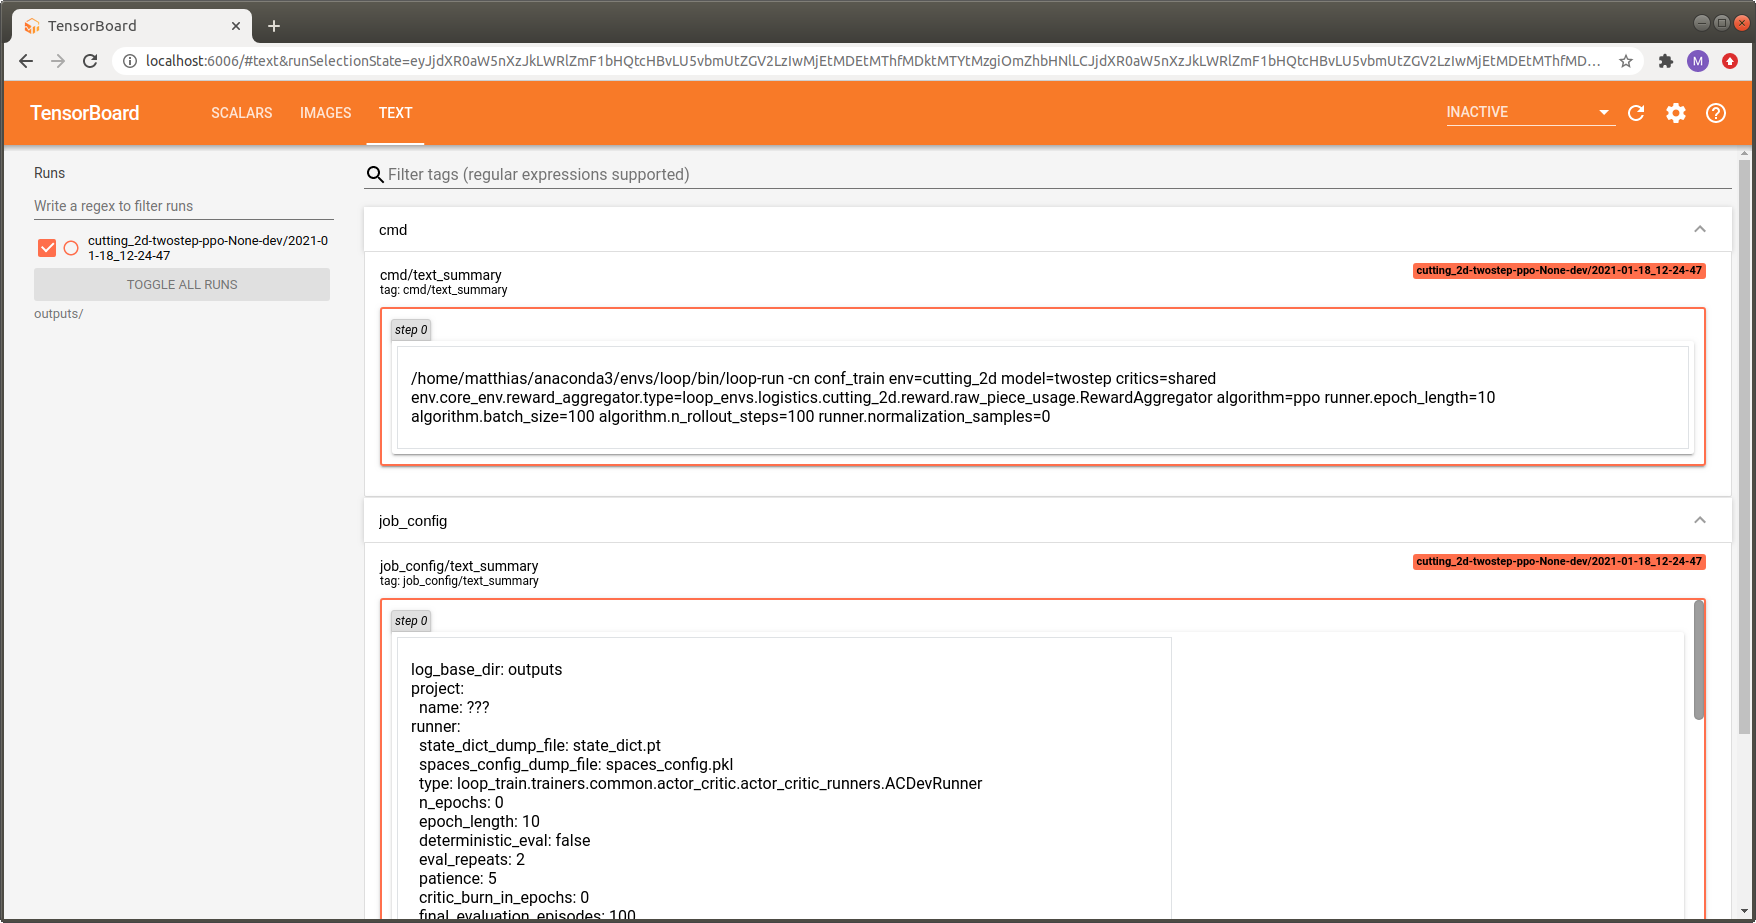 TensorBoard
localhost:6006/#text&runSelectionState=eyJjdXR0aW5nXzJkLWRlZmF1bHQtcHBvLU5vbmUtZGV2LzIwMjEtMDEtMThfMDktMTYtMzgiOmZhbHNlLCJjdXR0aW5nXzJkLWRlZmF1bHQtcHBvLU5vbmUtZGV2LzIwMjEtMDEtMThfMD...
M
TensorBoard
SCALARS
IMAGES
TEXT
INACTIVE
Runs
Write a regex to filter runs
cutting_2d-twostep-ppo-None-dev/2021-0
1-18_12-24-47
TOGGLE ALL RUNS
outputs/
Filter tags (regular expressions supported)
cmd
cmd/text_summary
tag: cmd/text_summary
cutting_2d-twostep-ppo-None-dev/2021-01-18_12-24-47
step 0
/home/matthias/anaconda3/envs/loop/bin/loop-run -cn conf_train env=cutting_2d model=twostep critics=shared
env.core_env.reward_aggregator.type=loop_envs.logistics.cutting_2d.reward.raw_piece_usage.RewardAggregator algorithm=ppo runner.epoch_length=10
algorithm.batch_size=100 algorithm.n_rollout_steps=100 runner.normalization_samples=0
job_config
job_config/text_summary
tag: job_config/text_summary
cutting_2d-twostep-ppo-None-dev/2021-01-18_12-24-47
step 0
log_base_dir: outputs
project:
name: ???
runner:
state_dict_dump_file: state_dict.pt
spaces_config_dump_file: spaces_config.pkl
type: loop_train.trainers.common.actor_critic.actor_critic_runners.ACDevRunner
n_epochs: 0
epoch_length: 10
deterministic_eval: false
eval_repeats: 2
patience: 5
critic_burn_in_epochs: 0
final_evaluation_episodes: 100